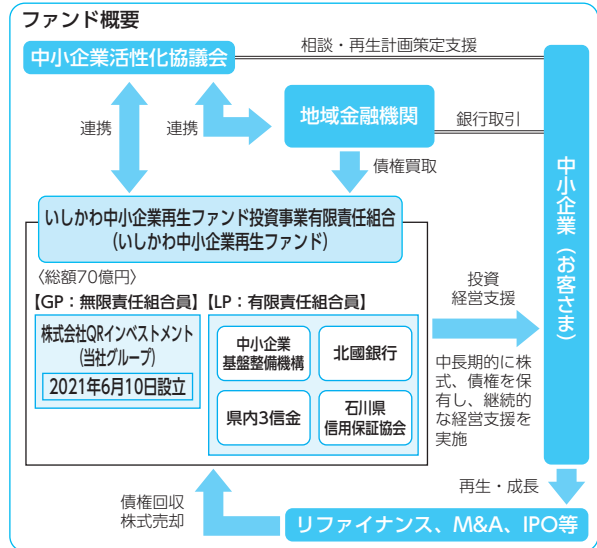 ファンド概要
中小企業活性化協議会
相談・再生計画策定支援
連携
連携
地域金融機関
銀行取引
債権買取
中小企業（お客さま）
いしかわ中小企業再生ファンド投資事業有限責任組合
(いしかわ中小企業再生ファンド)
〈総額70億円〉
【GP：無限責任組合員】
株式会社QRインベストメント
(当社グループ)
2021年6月10日設立
【LP：有限責任組合員】
中小企業
基盤整備機構
北國銀行
県内3信金
石川県
信用保証協会
投資
経営支援
中長期的に株
式、債権を保
有し、継続的
な経営支援を
実施
再生・成長
債権回収
株式売却
リファイナンス、M&A、IPO等